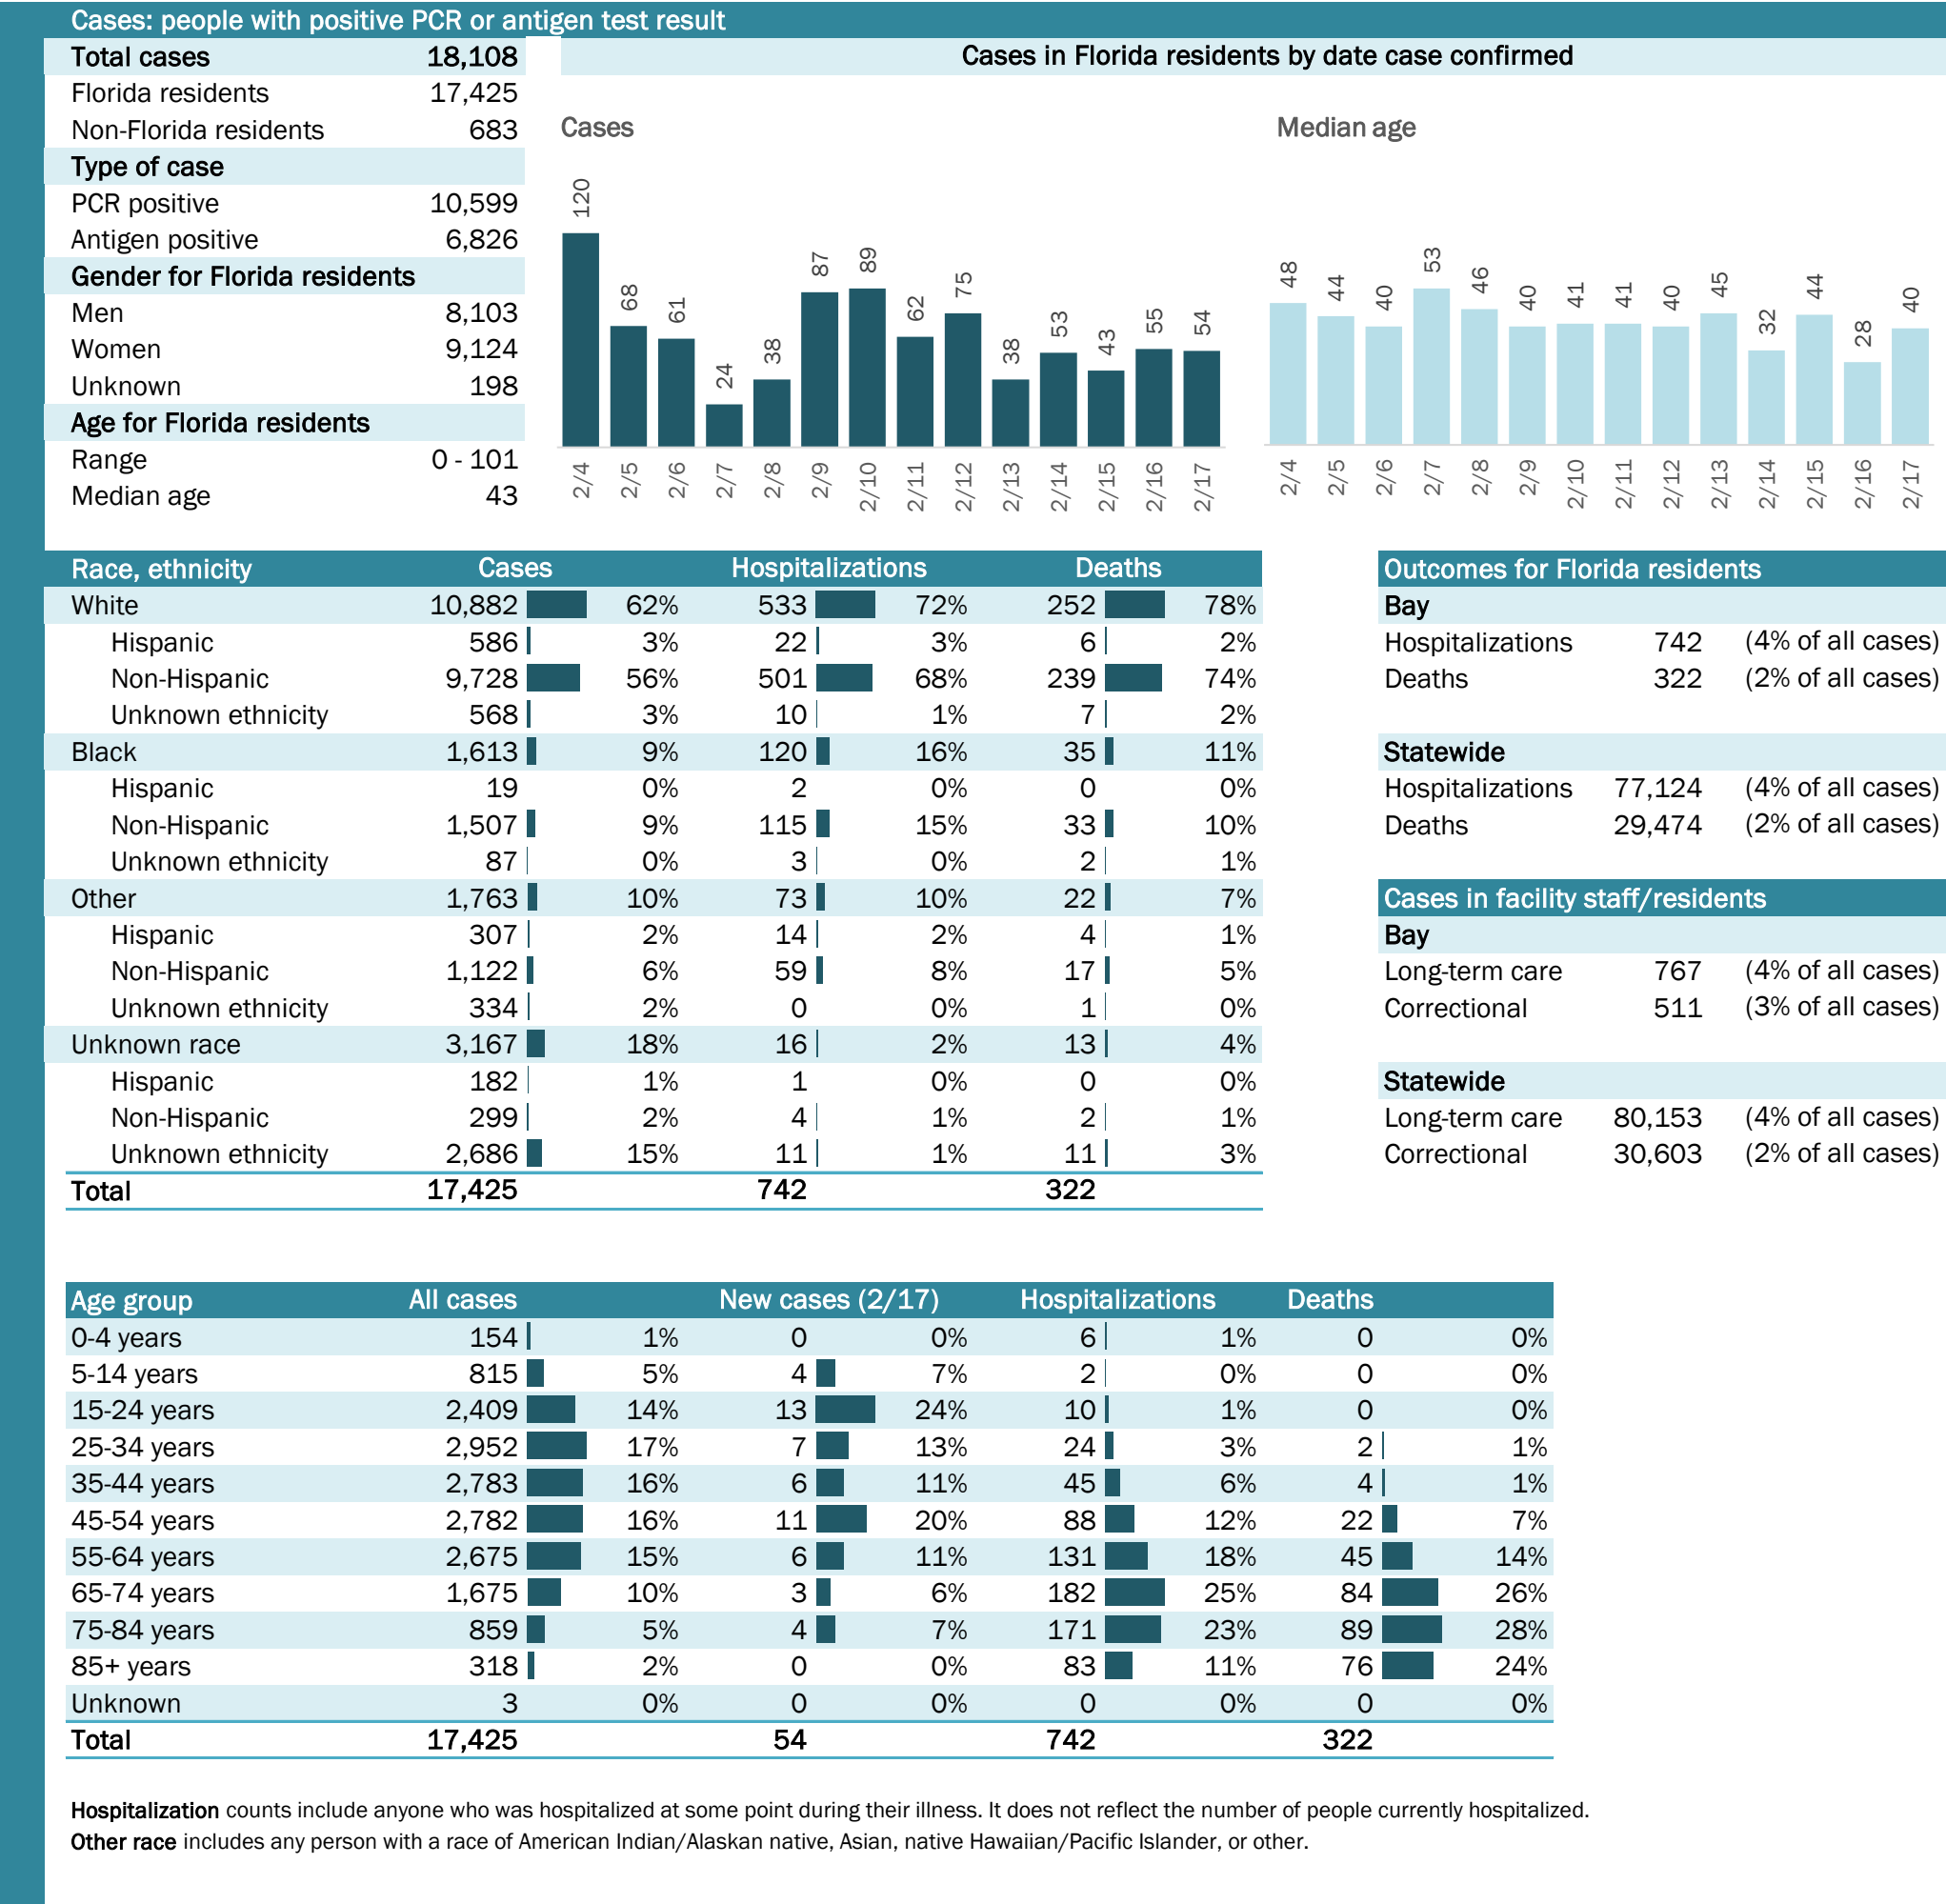 Cases: people with positive PCR or antigen test result
Total cases 18,108
Florida residents 17,425
Non-Florida residents 683
Type of case
PCR positive 10,599
Antigen positive 6,826
Gender for Florida residents
Men 8,103
Women 9,124
Unknown 198
Age for Florida residents
Range 0 - 101
Median age 43
Cases in Florida residents by date case confirmed
Cases
120 68 61 24 38 87 89 62 75 38 53 43 55 54
2/4 2/5 2/6 2/7 2/8 2/9 2/10 2/11 2/12 2/13 2/14 2/15 2/16 2/17
Median age
48 44 40 53 46 40 41 41 40 45 32 44 28 40
2/4 2/5 2/6 2/7 2/8 2/9 2/10 2/11 2/12 2/13 2/14 2/15 2/16 2/17
Race, ethnicity Cases Hospitalizations Deaths
White 10,882 62% 533 72% 252 78%
Hispanic 586 3% 22 3% 6 2%
Non-Hispanic 9,728 56% 501 68% 239 74%
Unknown ethnicity 568 3% 10 1% 7 2%
Black 1,613 9% 120 16% 35 11%
Hispanic 19 0% 2 0% 0 0%
Non-Hispanic 1,507 9% 115 15% 33 10%
Unknown ethnicity 87 0% 3 0% 2 1%
Other 1,763 10% 73 10% 22 7%
Hispanic 307 2% 14 2% 4 1%
Non-Hispanic 1,122 6% 59 8% 17 5%
Unknown ethnicity 334 2% 0 0% 1 0%
Unknown race 3,167 18% 16 2% 13 4%
Hispanic 182 1% 1 0% 0 0%
Non-Hispanic 299 2% 4 1% 2 1%
Unknown ethnicity 2,686 15% 11 1% 11 3%
Total 17,425 742 322
Outcomes for Florida residents
Bay
Hospitalizations 742 (4% of all cases)
Deaths 322 (2% of all cases)
Statewide
Hospitalizations 77,124 (4% of all cases)
Deaths 29,474 (2% of all cases)
Cases in facility staff/residents
Bay
Long-term care 767 (4% of all cases)
Correctional 511 (3% of all cases)
Statewide
Long-term care 80,153 (4% of all cases)
Correctional 30,603 (2% of all cases)
Age group All cases New cases (2/17) Hospitalizations Deaths
0-4 years 154 1% 0 0% 6 1% 0 0%
5-14 years 815 5% 4 7% 2 0% 0 0%
15-24 years 2,409 14% 13 24% 10 1% 0 0%
25-34 years 2,952 17% 7 13% 24 3% 2 1%
35-44 years 2,783 16% 6 11% 45 6% 4 1%
45-54 years 2,782 16% 11 20% 88 12% 22 7%
55-64 years 2,675 15% 6 11% 131 18% 45 14%
65-74 years 1,675 10% 3 6% 182 25% 84 26%
75-84 years 859 5% 4 7% 171 23% 89 28%
85+ years 318 2% 0 0% 83 11% 76 24%
Unknown 3 0% 0 0% 0 0% 0 0%
Total 17,425 54 742 322
Hospitalization counts include anyone who was hospitalized at some point during their illness. It does not reflect the number of people currently hospitalized.
Other race includes any person with a race of American Indian/Alaskan native, Asian, native Hawaiian/Pacific Islander, or other.